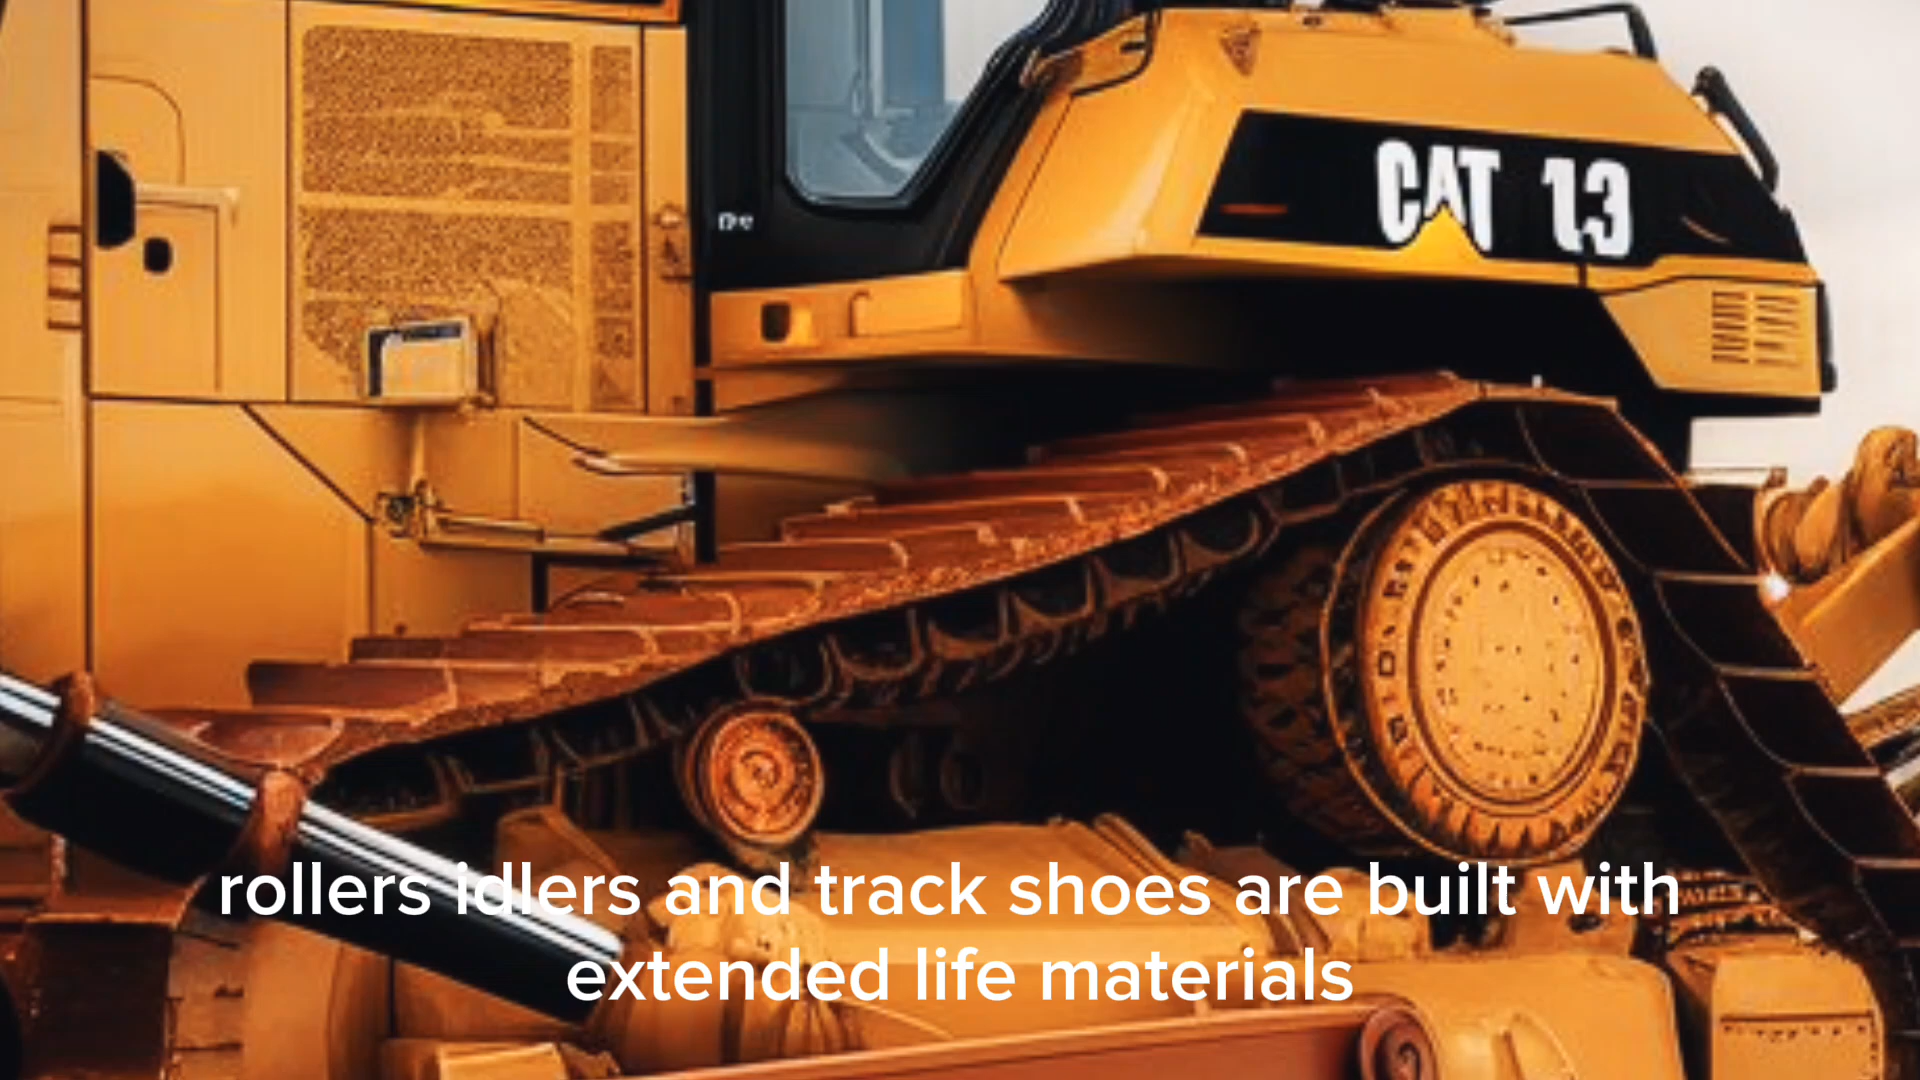 CAT 13
rollers idlers and track shoes are built with
extended life materials